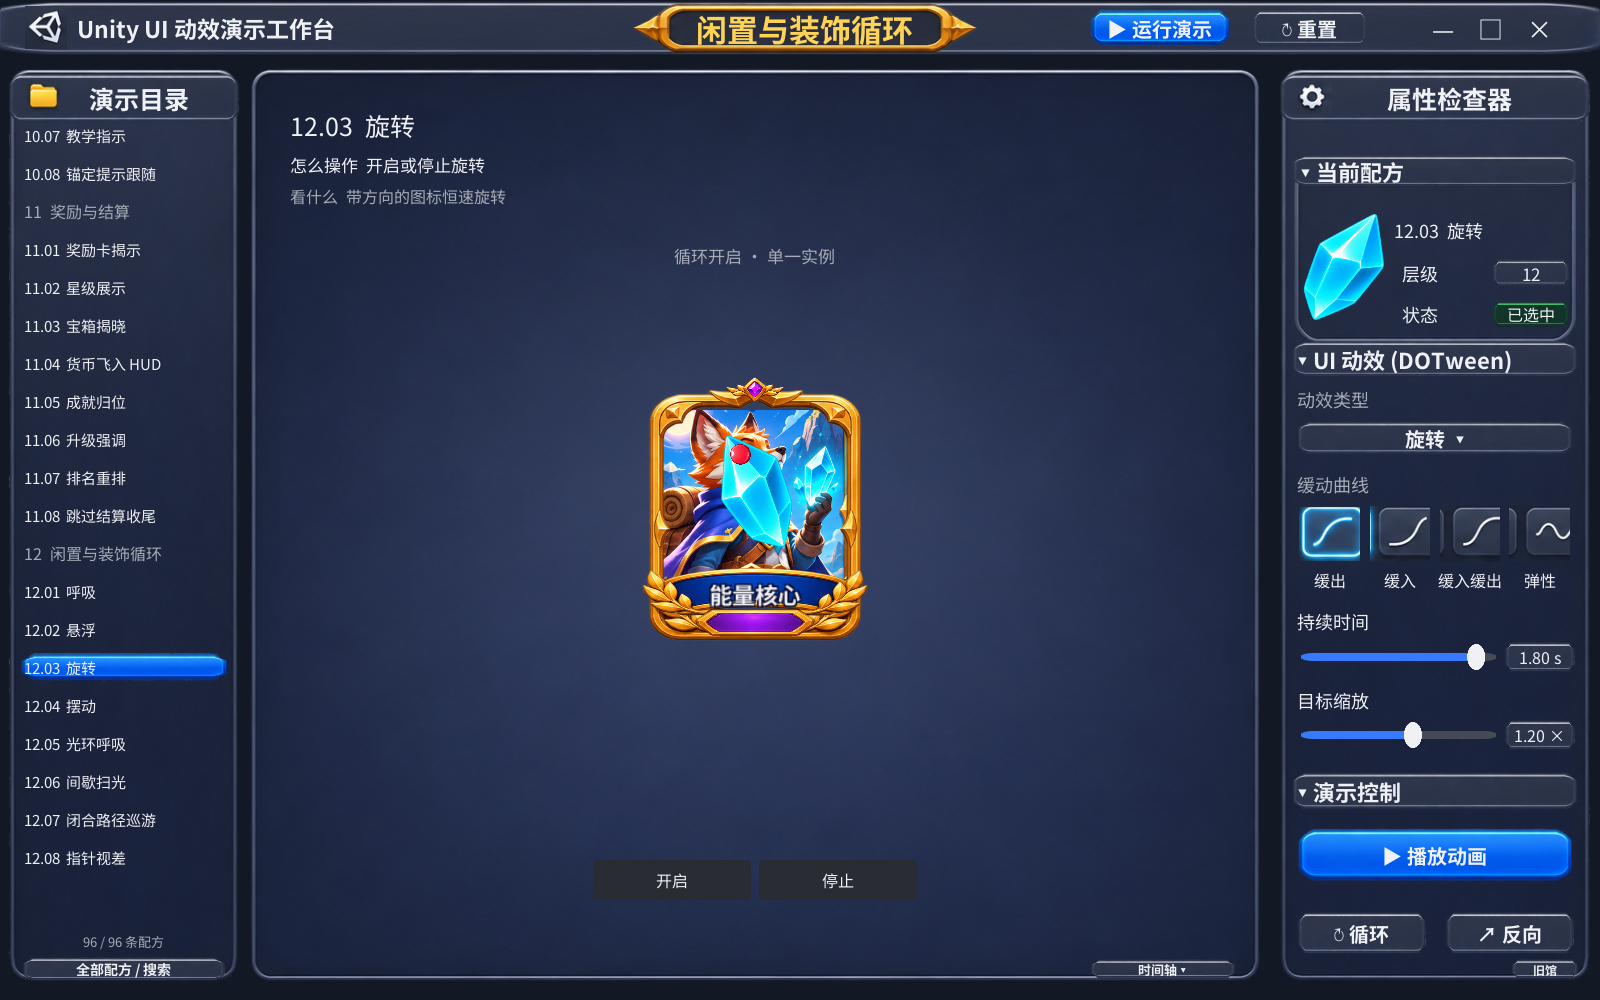 Unity UI 动效演示工作台
闲置与装饰循环
▶ 运行演示
↻ 重置
演示目录
10.07 教学指示
10.08 锚定提示跟随
11 奖励与结算
11.01 奖励卡揭示
11.02 星级展示
11.03 宝箱揭晓
11.04 货币飞入 HUD
11.05 成就归位
11.06 升级强调
11.07 排名重排
11.08 跳过结算收尾
12 闲置与装饰循环
12.01 呼吸
12.02 悬浮
12.03 旋转
12.04 摆动
12.05 光环呼吸
12.06 间歇扫光
12.07 闭合路径巡游
12.08 指针视差
96 / 96 条配方
全部配方 / 搜索
12.03 旋转
怎么操作 开启或停止旋转
看什么 带方向的图标恒速旋转
循环开启 · 单一实例
能量核心
开启
停止
时间轴 ▾
属性检查器
▾ 当前配方
12.03 旋转
层级
12
状态
已选中
▾ UI 动效 (DOTween)
动效类型
旋转 ▾
缓动曲线
缓出
缓入
缓入缓出
弹性
持续时间
1.80 s
目标缩放
1.20 ×
▾ 演示控制
▶ 播放动画
↻ 循环
↗ 反向
旧馆